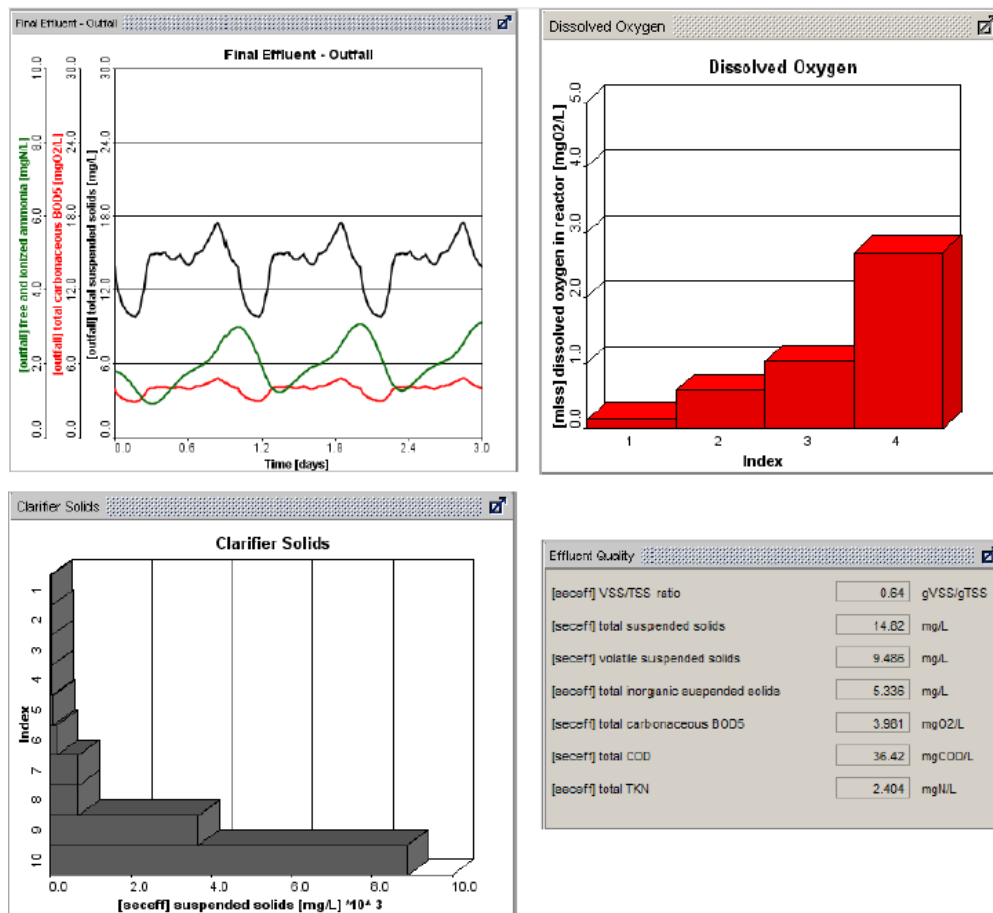 Final Effluent - Outfall
Final Effluent - Outfall
[outfall] free and ionized ammonia [mgN/L]
0.0 2.0 4.0 6.0 8.0 10.0
[outfall] total carbonaceous BOD5 [mgO2/L]
0.0 6.0 12.0 18.0 24.0 30.0
[outfall] total suspended solids [mg/L]
0.0 6.0 12.0 18.0 24.0 30.0
0.0 0.6 1.2 1.8 2.4 3.0
Time [days]
Dissolved Oxygen
Dissolved Oxygen
[mlss] dissolved oxygen in reactor [mgO2/L]
0.0 1.0 2.0 3.0 4.0 5.0
1 2 3 4
Index
Clarifier Solids
Clarifier Solids
Index
1
2
3
4
5
6
7
8
9
10
0.0 2.0 4.0 6.0 8.0 10.0
[seceff] suspended solids [mg/L] *10^ 3
Effluent Quality
[seceff] VSS/TSS ratio 0.64 gVSS/gTSS
[seceff] total suspended solids 14.82 mg/L
[seceff] volatile suspended solids 9.486 mg/L
[seceff] total inorganic suspended solids 5.336 mg/L
[seceff] total carbonaceous BOD5 3.981 mgO2/L
[seceff] total COD 36.42 mgCOD/L
[seceff] total TKN 2.404 mgN/L